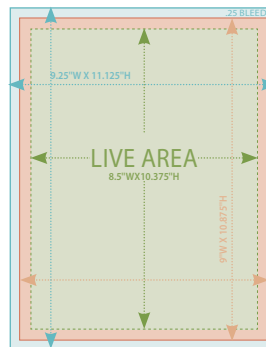 .25 BLEED
9.25"W X 11.125"H
LIVE AREA
8.5"WX10.375"H
9"W X 10.875"H